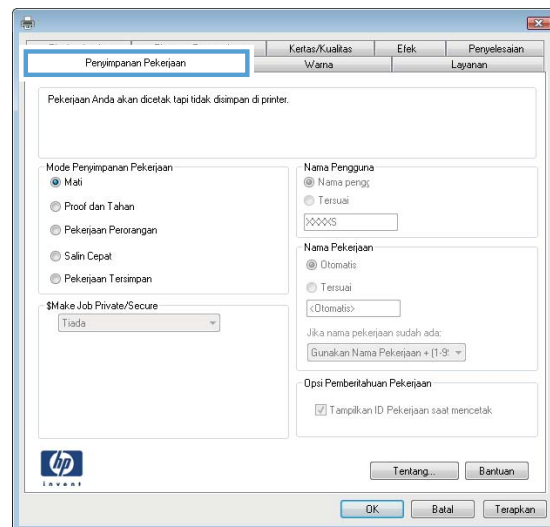 Kertas/Kualitas Efek Penyelesaian
Penyimpanan Pekerjaan Warna Layanan
Pekerjaan Anda akan dicetak tapi tidak disimpan di printer.
Mode Penyimpanan Pekerjaan
Mati
Proof dan Tahan
Pekerjaan Perorangan
Salin Cepat
Pekerjaan Tersimpan
$Make Job Private/Secure
Tiada
Nama Pengguna
Nama peng
Tersuai
XXXXS
Nama Pekerjaan
Otomatis
Tersuai
<Otomatis>
Jika nama pekerjaan sudah ada:
Gunakan Nama Pekerjaan + (1-9
Opsi Pemberitahuan Pekerjaan
Tampilkan ID Pekerjaan saat mencetak
hp
invent
Tentang... Bantuan
OK Batal Terapkan